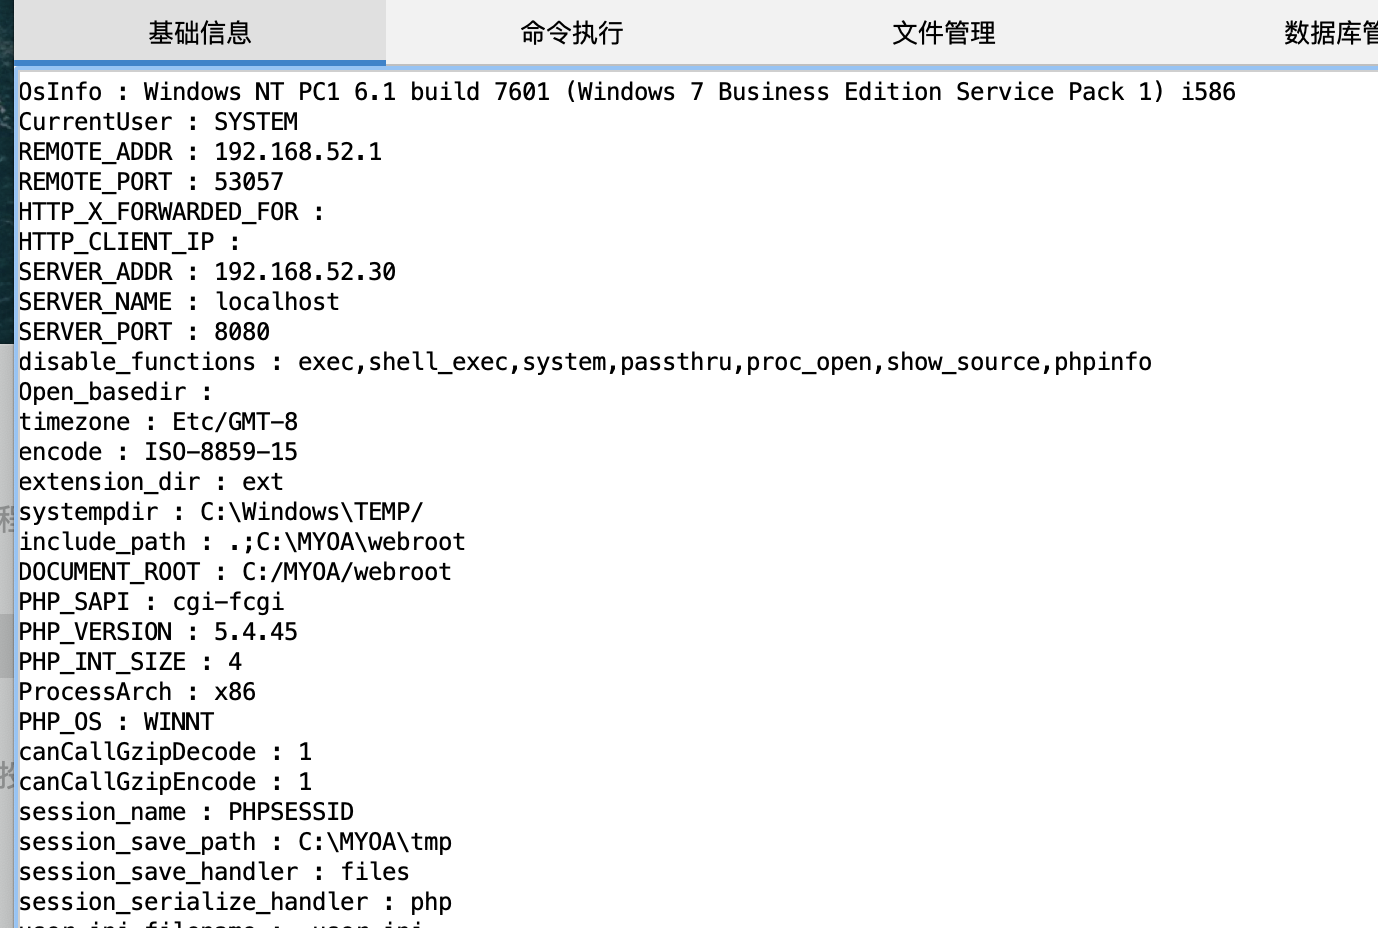 基础信息 命令执行 文件管理 数据库管
OsInfo : Windows NT PC1 6.1 build 7601 (Windows 7 Business Edition Service Pack 1) i586
CurrentUser : SYSTEM
REMOTE_ADDR : 192.168.52.1
REMOTE_PORT : 53057
HTTP_X_FORWARDED_FOR :
HTTP_CLIENT_IP :
SERVER_ADDR : 192.168.52.30
SERVER_NAME : localhost
SERVER_PORT : 8080
disable_functions : exec,shell_exec,system,passthru,proc_open,show_source,phpinfo
Open_basedir :
timezone : Etc/GMT-8
encode : ISO-8859-15
extension_dir : ext
systempdir : C:\Windows\TEMP/
include_path : .;C:\MYOA\webroot
DOCUMENT_ROOT : C:/MYOA/webroot
PHP_SAPI : cgi-fcgi
PHP_VERSION : 5.4.45
PHP_INT_SIZE : 4
ProcessArch : x86
PHP_OS : WINNT
canCallGzipDecode : 1
canCallGzipEncode : 1
session_name : PHPSESSID
session_save_path : C:\MYOA\tmp
session_save_handler : files
session_serialize_handler : php